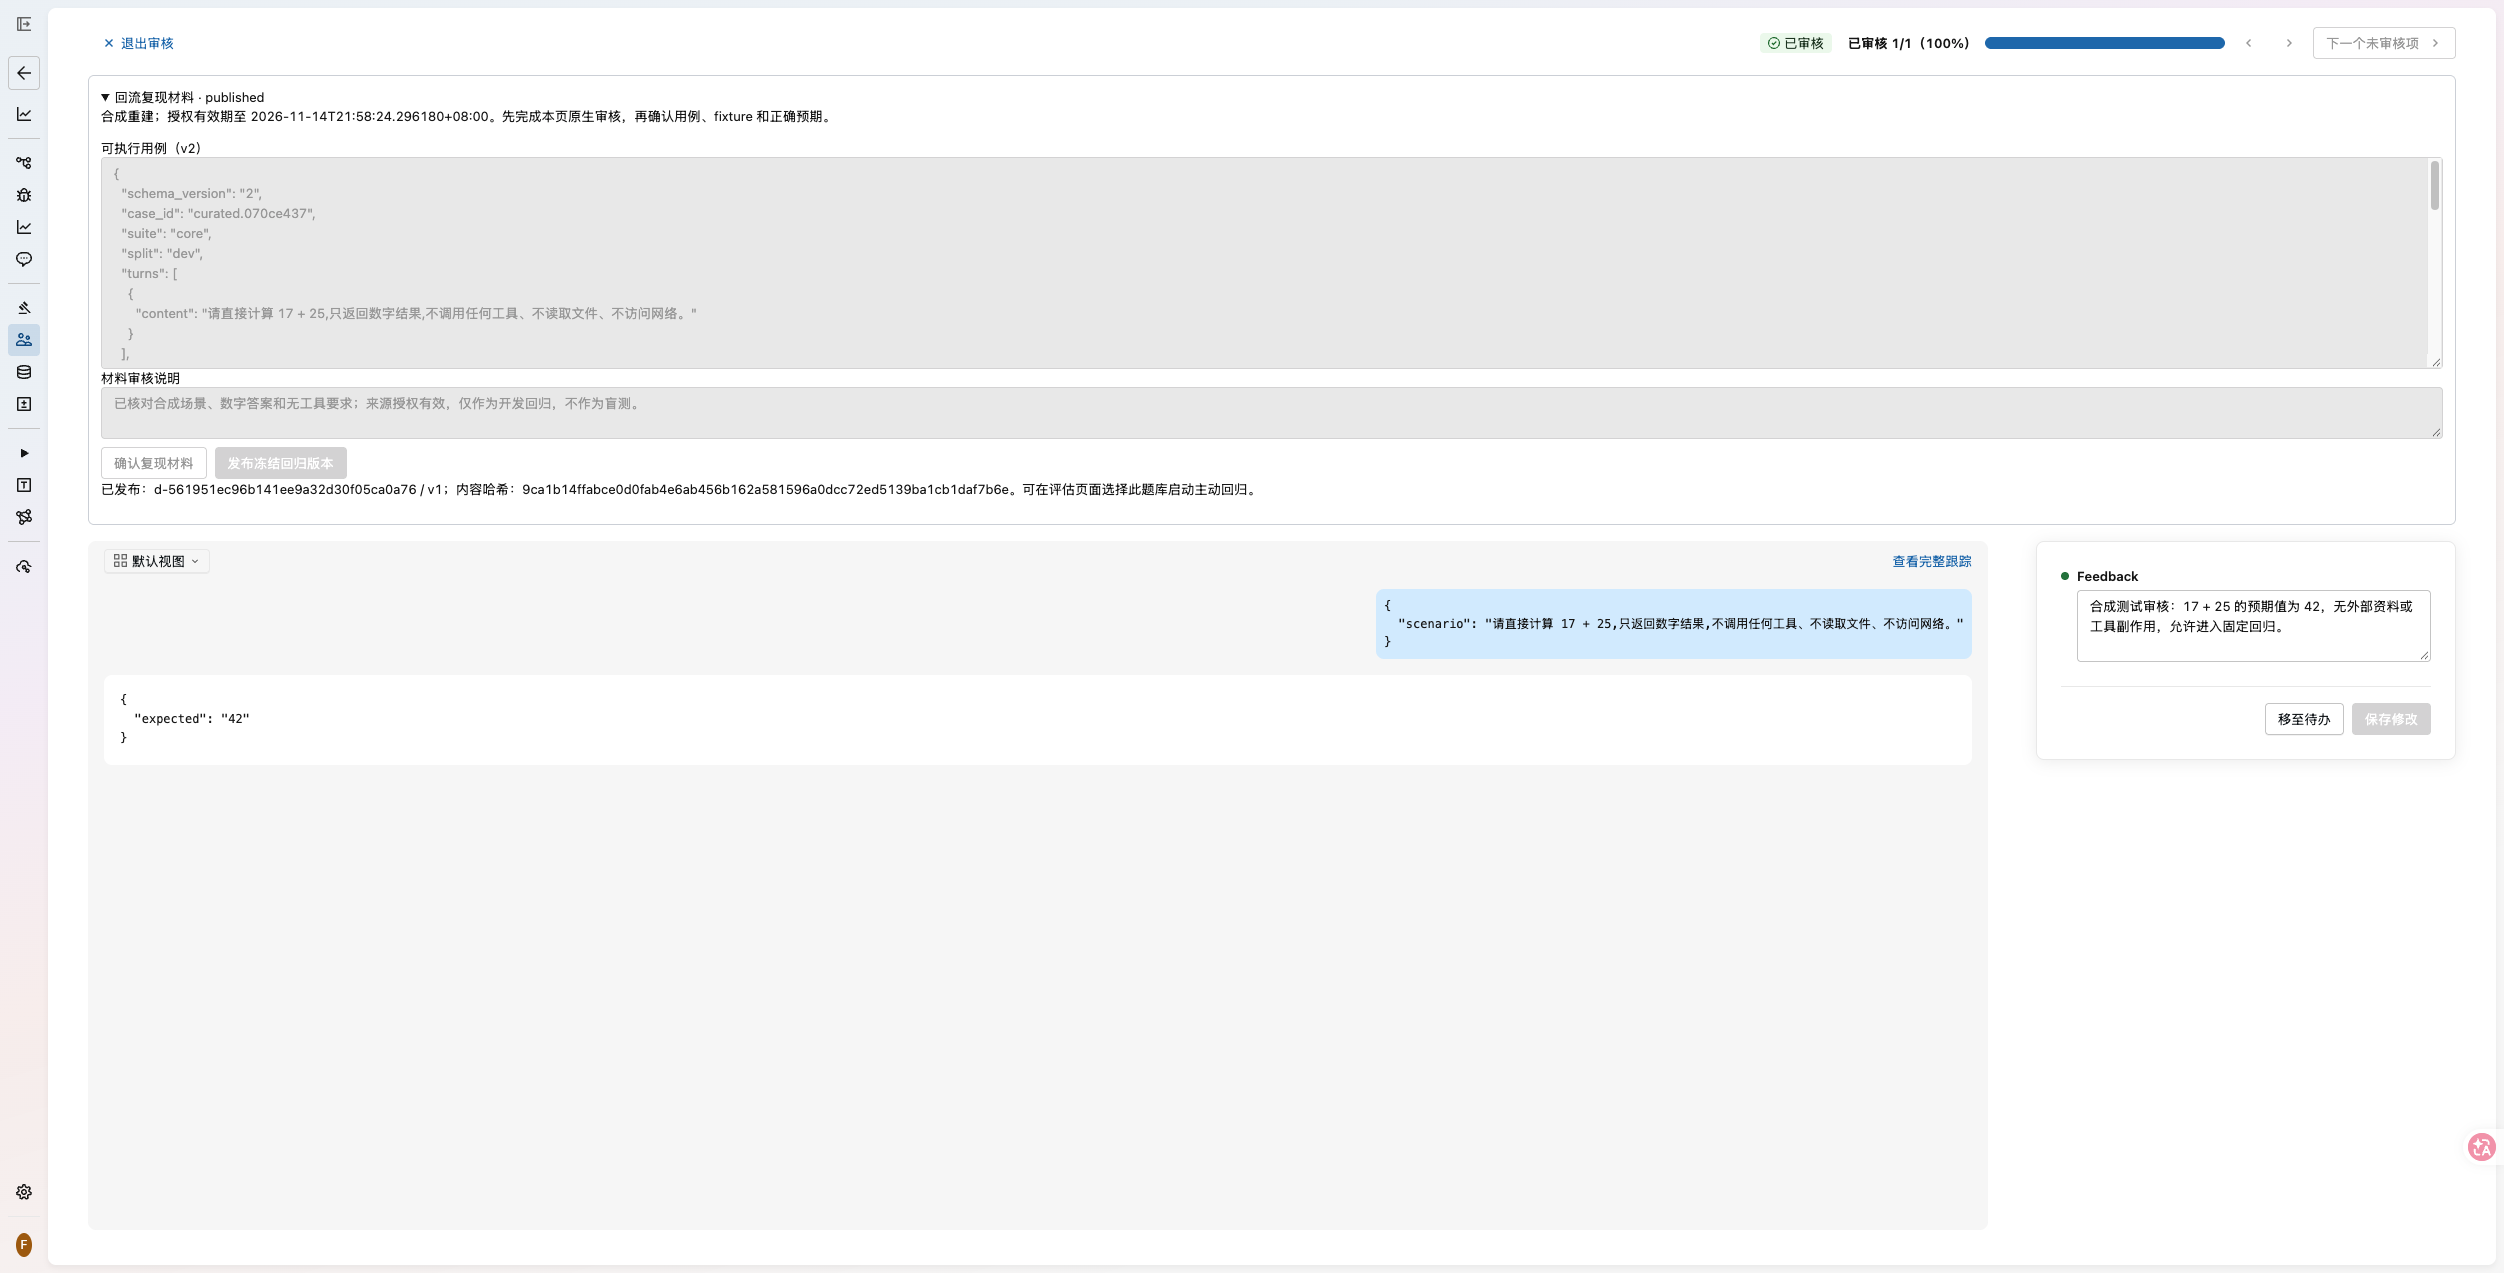 退出审核
已审核
已审核 1/1（100%）
下一个未审核项
回流复现材料 · published
合成重建；授权有效期至 2026-11-14T21:58:24.296180+08:00。先完成本页原生审核，再确认用例、fixture 和正确预期。
可执行用例（v2）
{
"schema_version": "2",
"case_id": "curated.070ce437",
"suite": "core",
"split": "dev",
"turns": [
{
"content": "请直接计算 17 + 25,只返回数字结果,不调用任何工具、不读取文件、不访问网络。"
}
],
材料审核说明
已核对合成场景、数字答案和无工具要求；来源授权有效，仅作为开发回归，不作为盲测。
确认复现材料
发布冻结回归版本
已发布：d-561951ec96b141ee9a32d30f05ca0a76 / v1；内容哈希：9ca1b14ffabce0d0fab4e6ab456b162a581596a0dcc72ed5139ba1cb1daf7b6e。可在评估页面选择此题库启动主动回归。
默认视图
查看完整跟踪
{
"scenario": "请直接计算 17 + 25,只返回数字结果,不调用任何工具、不读取文件、不访问网络。"
}
{
"expected": "42"
}
Feedback
合成测试审核：17 + 25 的预期值为 42，无外部资料或
工具副作用，允许进入固定回归。
移至待办
保存修改
F